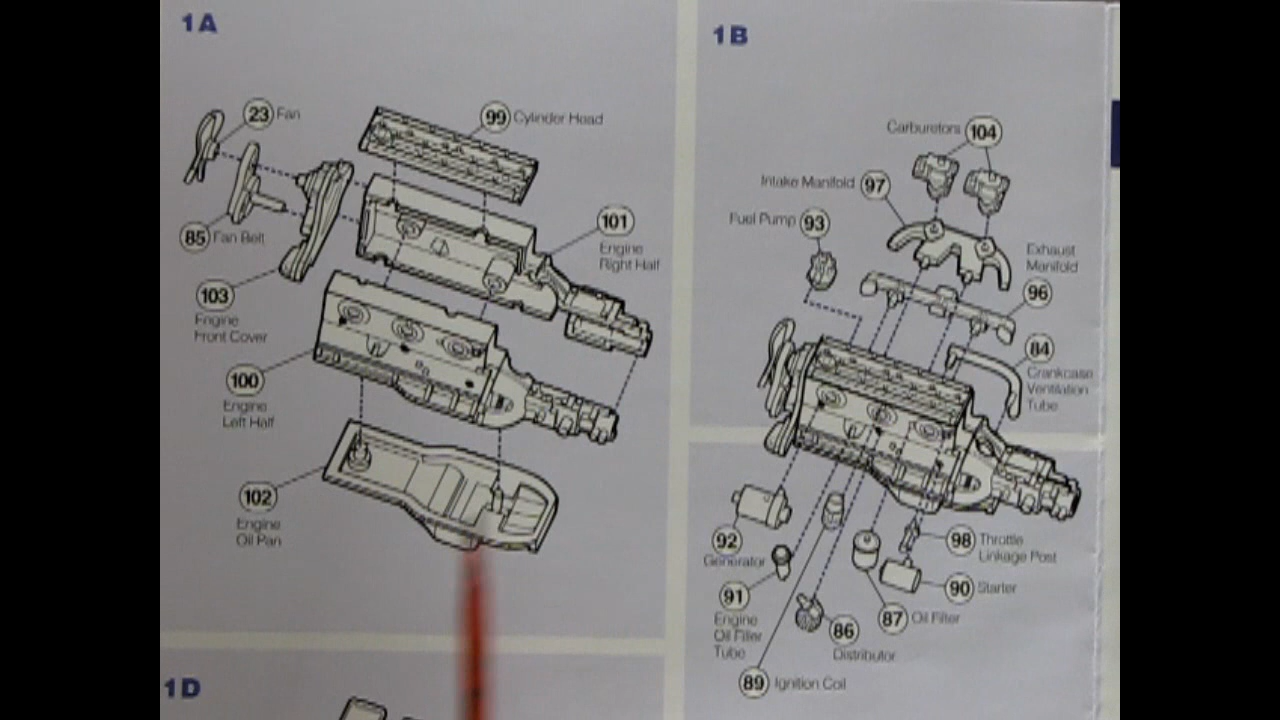 1A
23 Fan
99 Cylinder Head
85 Fan Belt
101
Engine
Right Half
103
Engine
Front Cover
100
Engine
Left Half
102
Engine
Oil Pan
1B
Carburetors 104
Intake Manifold 97
Fuel Pump 93
Exhaust
Manifold
96
84
Crankcase
Ventilation
Tube
92
Generator
98 Throttle
Linkage Post
91
Engine
Oil Filler
Tube
90 Starter
87 Oil Filter
86
Distributor
89 Ignition Coil
1D